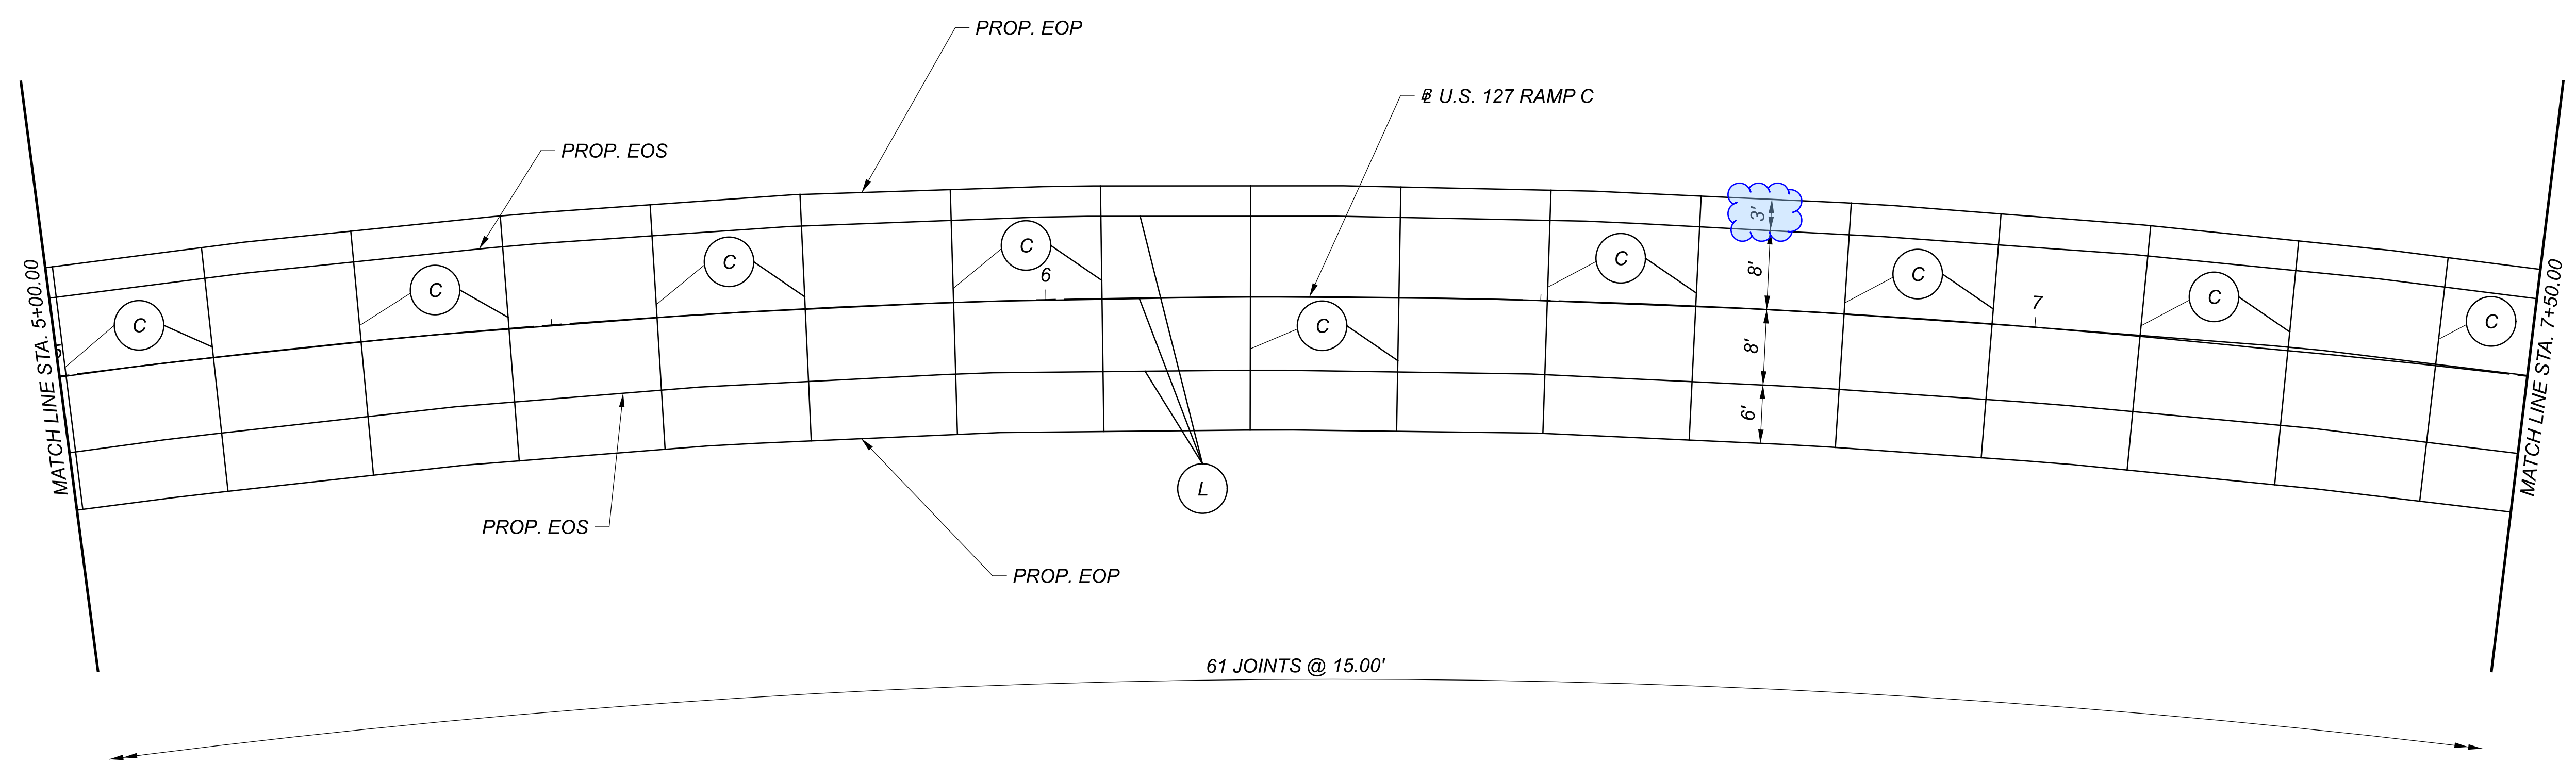 PROP. EOP
℄ U.S. 127 RAMP C
PROP. EOS
3'
C
C
C
C
C
C
C
C
C
6
7
8'
8'
6'
MATCH LINE STA. 5+00.00
MATCH LINE STA. 7+50.00
L
PROP. EOS
PROP. EOP
61 JOINTS @ 15.00'